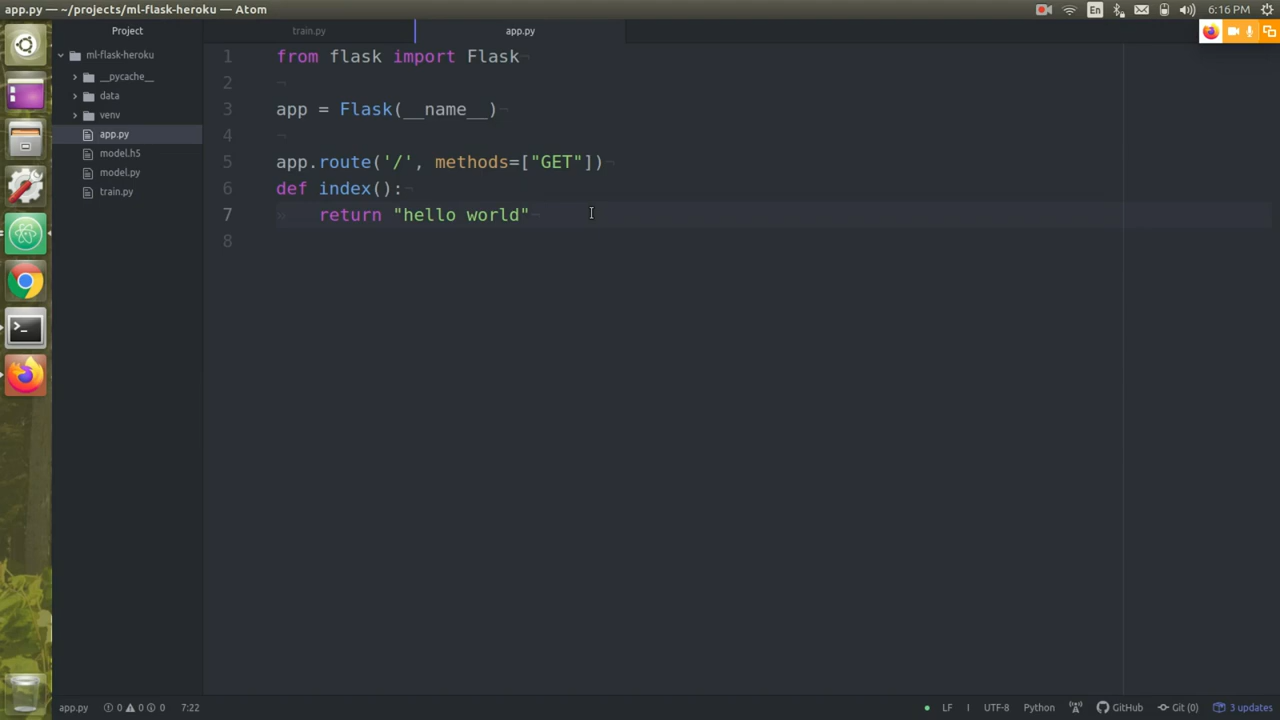 app.py — ~/projects/ml-flask-heroku — Atom
En
6:16 PM
Project
train.py
app.py
ml-flask-heroku
__pycache__
data
venv
app.py
model.h5
model.py
train.py
1 from flask import Flask
2
3 app = Flask(__name__)
4
5 app.route('/', methods=["GET"])
6 def index():
7 return "hello world"
8
app.py 0 0 0 7:22
LF UTF-8 Python GitHub Git (0) 3 updates